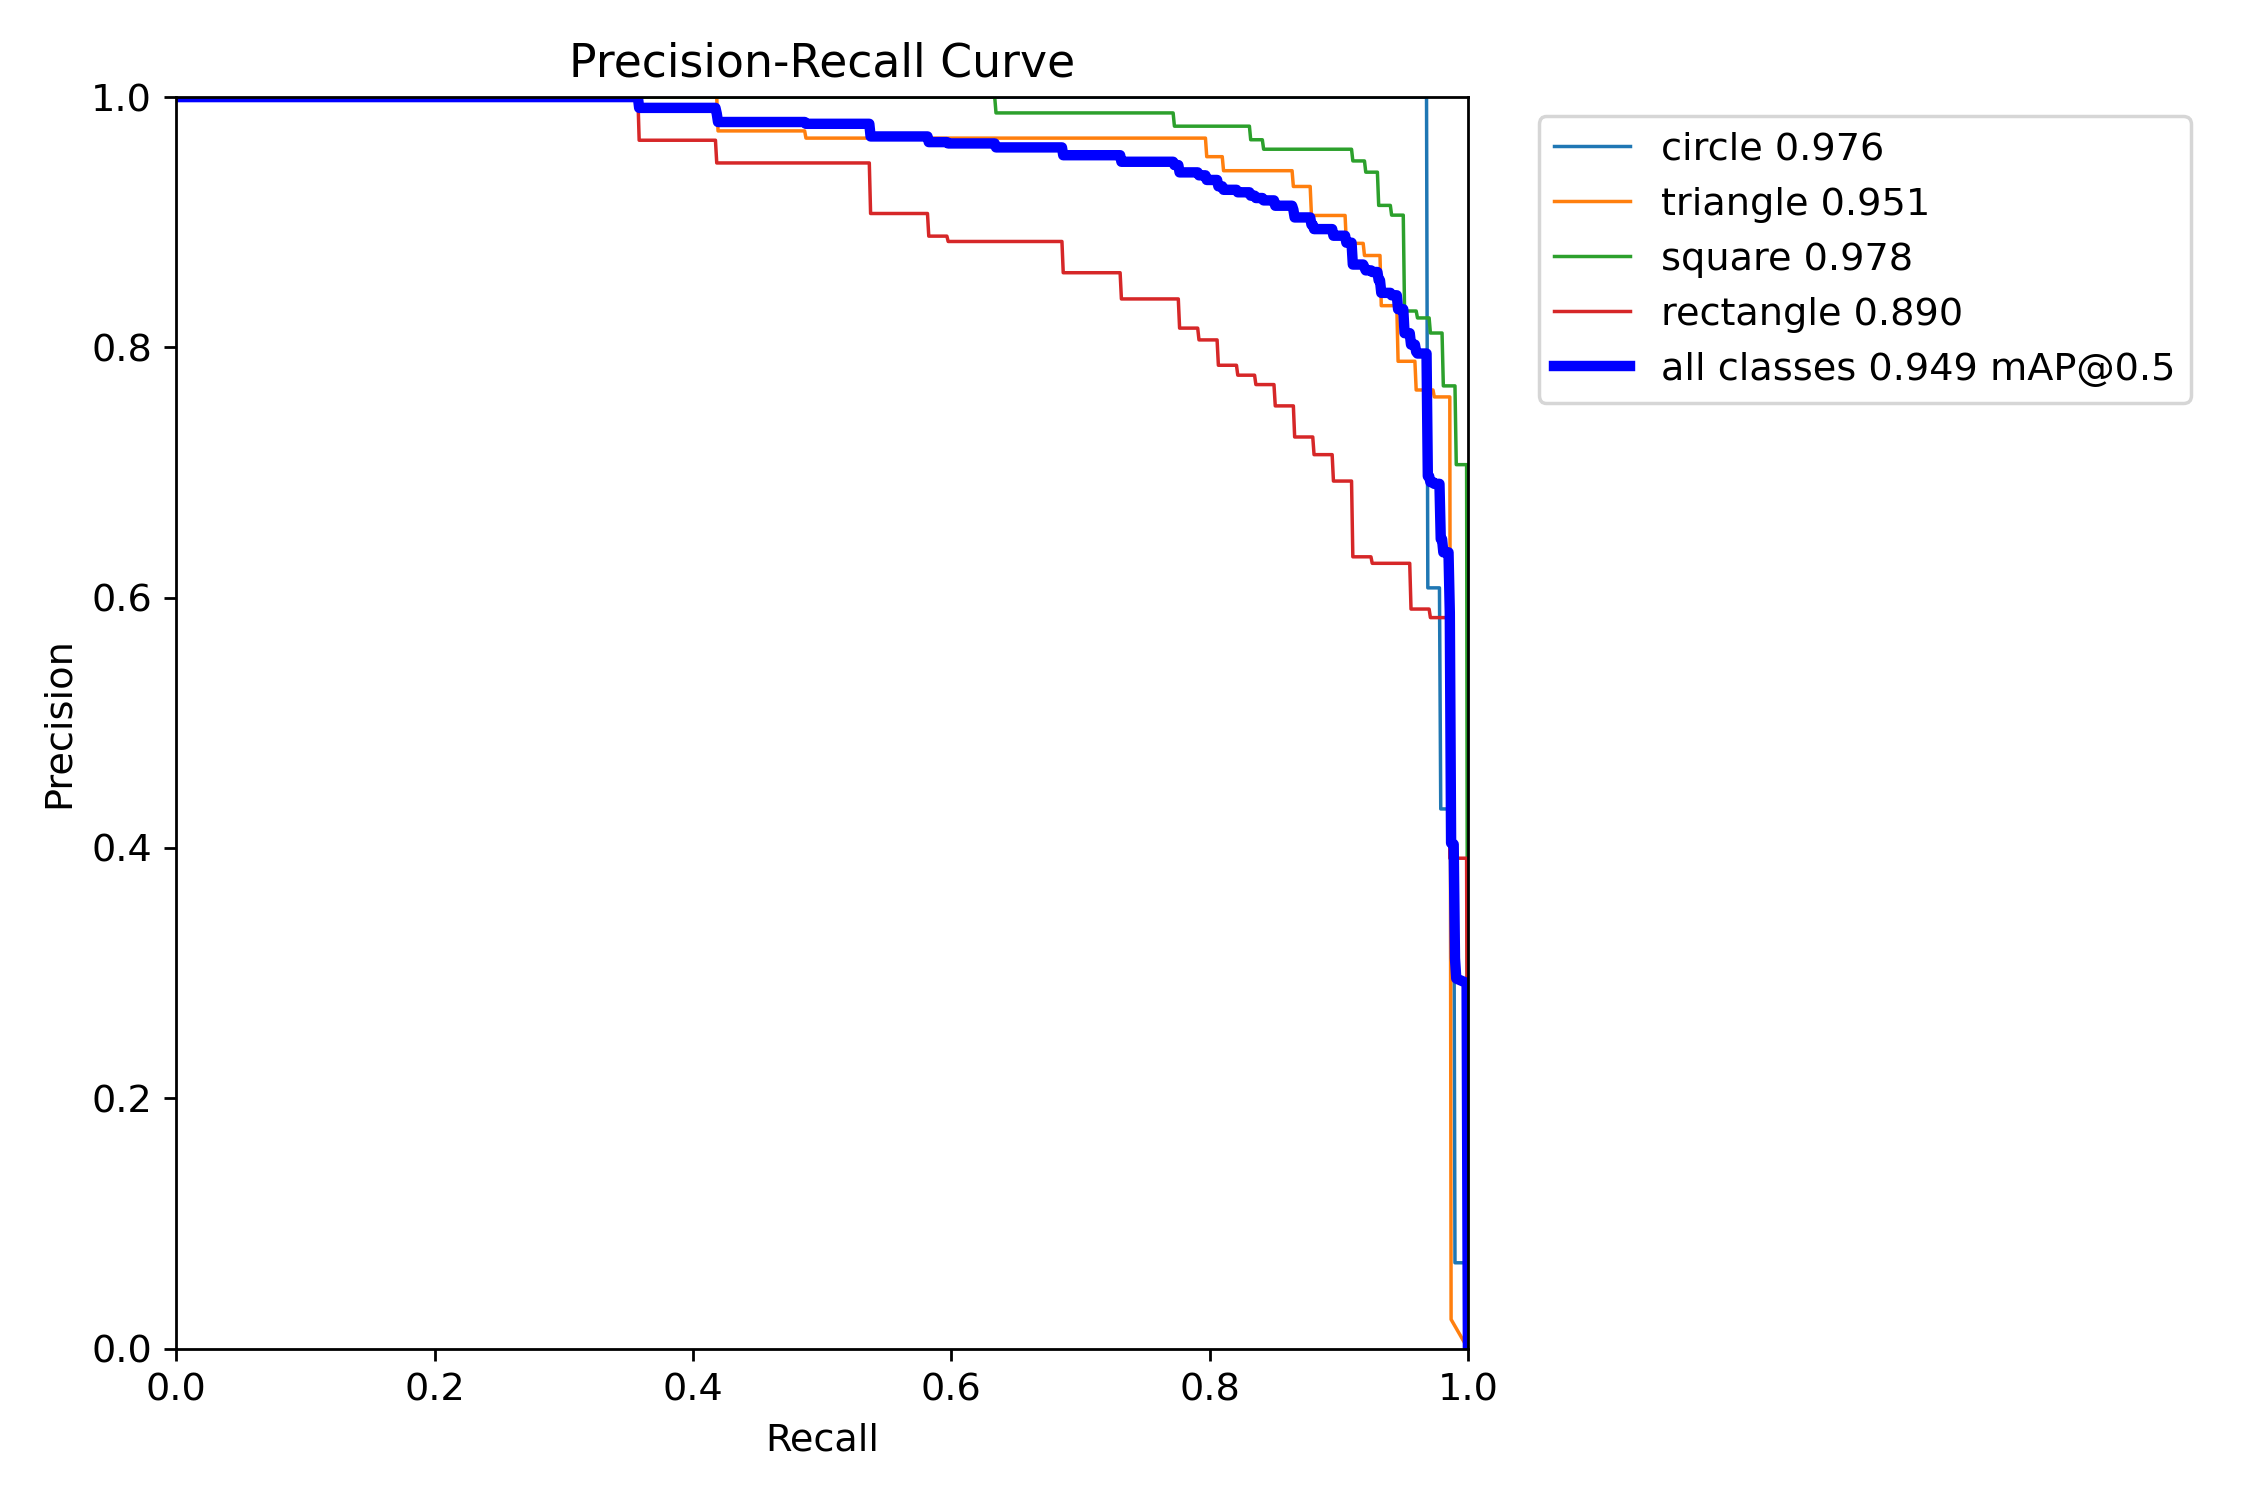 Precision-Recall Curve
1.0
0.8
0.6
0.4
0.2
0.0
Precision
0.0 0.2 0.4 0.6 0.8 1.0
Recall
circle 0.976
triangle 0.951
square 0.978
rectangle 0.890
all classes 0.949 mAP@0.5